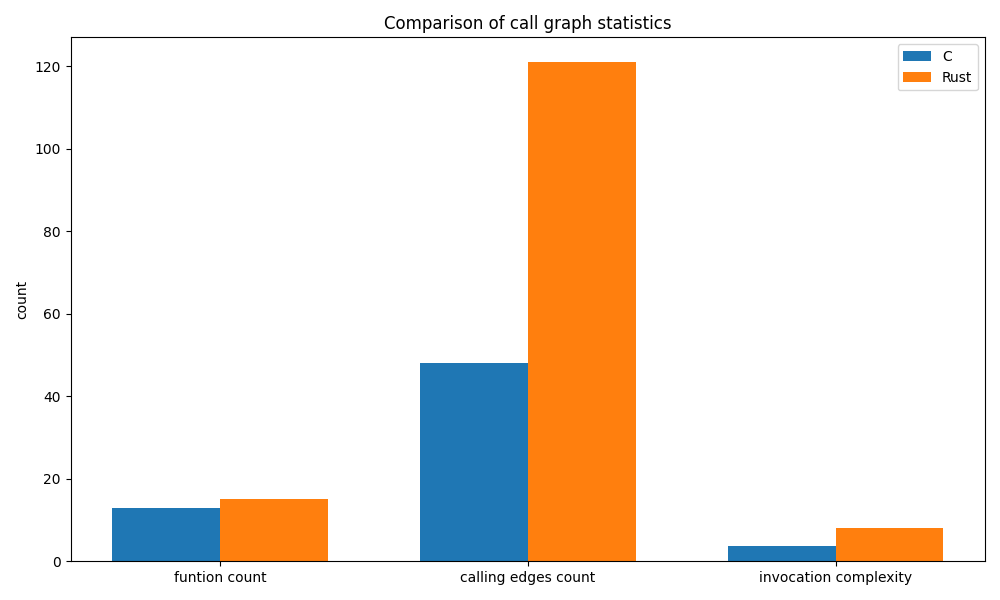 Comparison of call graph statistics
C
Rust
count
120
100
80
60
40
20
0
funtion count
calling edges count
invocation complexity